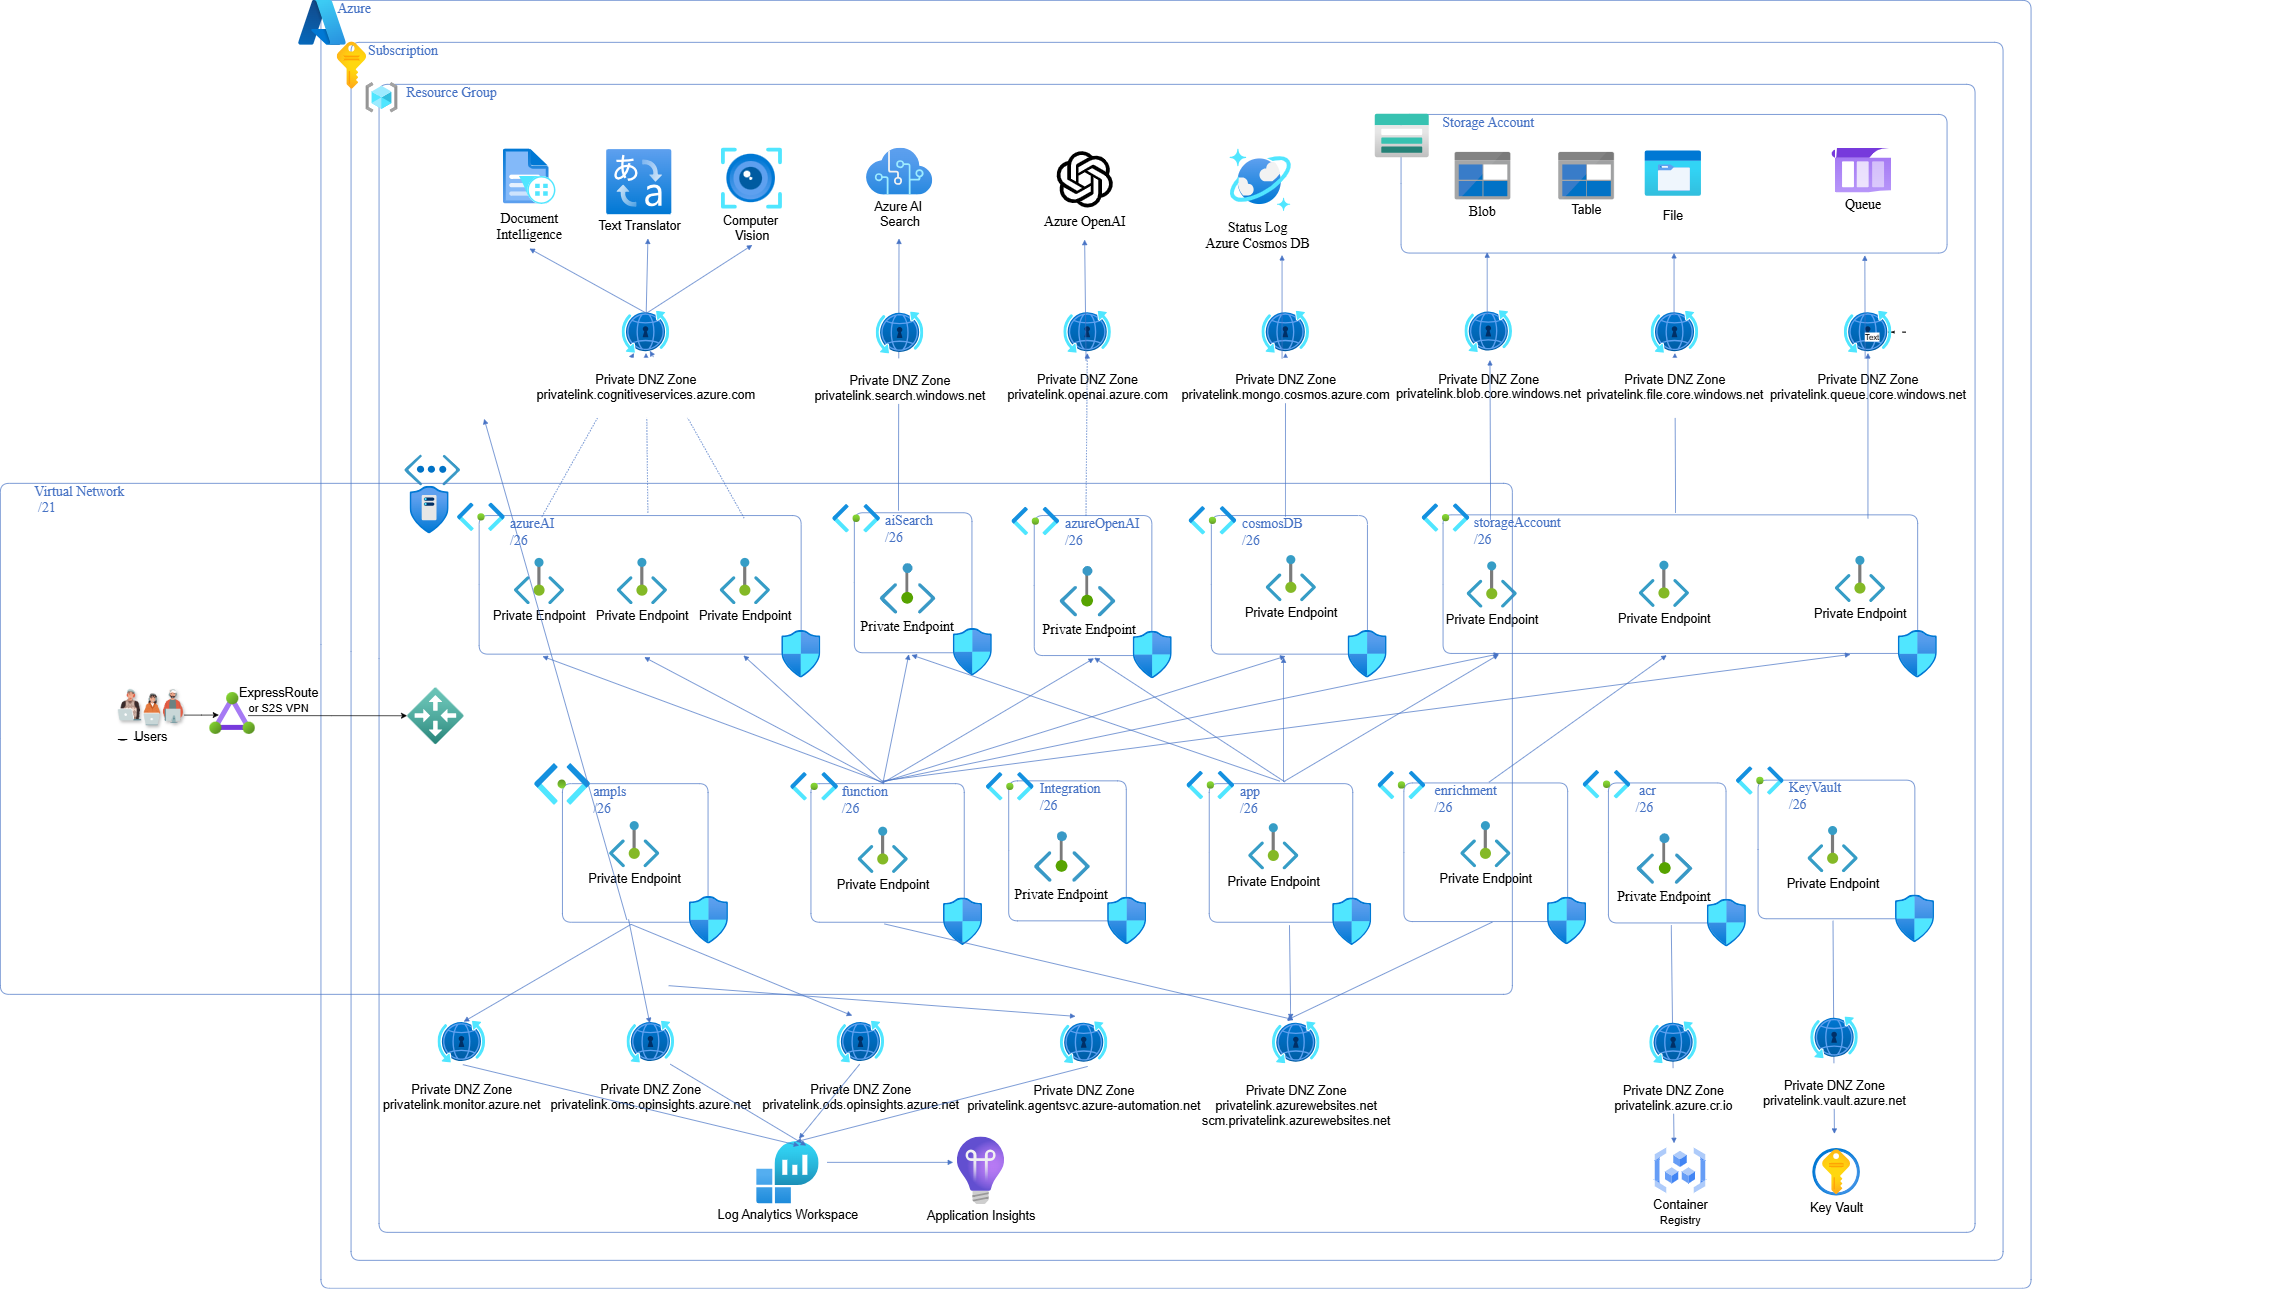 Azure
Subscription
Resource Group
Storage Account
Document
Intelligence
Text Translator
Computer
Vision
Azure AI
Search
Azure OpenAI
Status Log
Azure Cosmos DB
Blob
Table
File
Queue
Text
Private DNZ Zone
privatelink.cognitiveservices.azure.com
Private DNZ Zone
privatelink.search.windows.net
Private DNZ Zone
privatelink.openai.azure.com
Private DNZ Zone
privatelink.mongo.cosmos.azure.com
Private DNZ Zone
privatelink.blob.core.windows.net
Private DNZ Zone
privatelink.file.core.windows.net
Private DNZ Zone
privatelink.queue.core.windows.net
Virtual Network
/21
azureAI
/26
Private Endpoint
Private Endpoint
Private Endpoint
aiSearch
/26
Private Endpoint
azureOpenAI
/26
Private Endpoint
cosmosDB
/26
Private Endpoint
storageAccount
/26
Private Endpoint
Private Endpoint
Private Endpoint
Users
ExpressRoute
or S2S VPN
ampls
/26
Private Endpoint
function
/26
Private Endpoint
Integration
/26
Private Endpoint
app
/26
Private Endpoint
enrichment
/26
Private Endpoint
acr
/26
Private Endpoint
KeyVault
/26
Private Endpoint
Private DNZ Zone
privatelink.monitor.azure.net
Private DNZ Zone
privatelink.oms.opinsights.azure.net
Private DNZ Zone
privatelink.ods.opinsights.azure.net
Private DNZ Zone
privatelink.agentsvc.azure-automation.net
Private DNZ Zone
privatelink.azurewebsites.net
scm.privatelink.azurewebsites.net
Private DNZ Zone
privatelink.azure.cr.io
Private DNZ Zone
privatelink.vault.azure.net
Log Analytics Workspace
Application Insights
Container
Registry
Key Vault